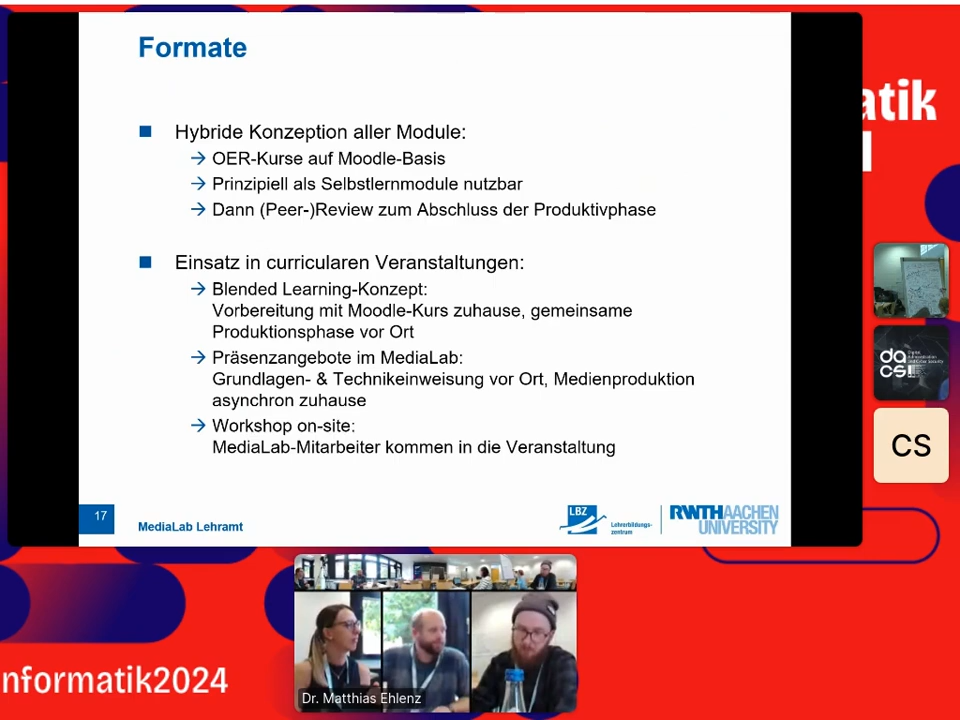 Formate
Hybride Konzeption aller Module:
→ OER-Kurse auf Moodle-Basis
→ Prinzipiell als Selbstlernmodule nutzbar
→ Dann (Peer-)Review zum Abschluss der Produktivphase
Einsatz in curricularen Veranstaltungen:
→ Blended Learning-Konzept:
Vorbereitung mit Moodle-Kurs zuhause, gemeinsame
Produktionsphase vor Ort
→ Präsenzangebote im MediaLab:
Grundlagen- & Technikeinweisung vor Ort, Medienproduktion
asynchron zuhause
→ Workshop on-site:
MediaLab-Mitarbeiter kommen in die Veranstaltung
17
MediaLab Lehramt
LBZ
Lehrerbildungs-
zentrum
RWTH AACHEN
UNIVERSITY
atik
dacs
CS
nformatik2024
Dr. Matthias Ehlenz